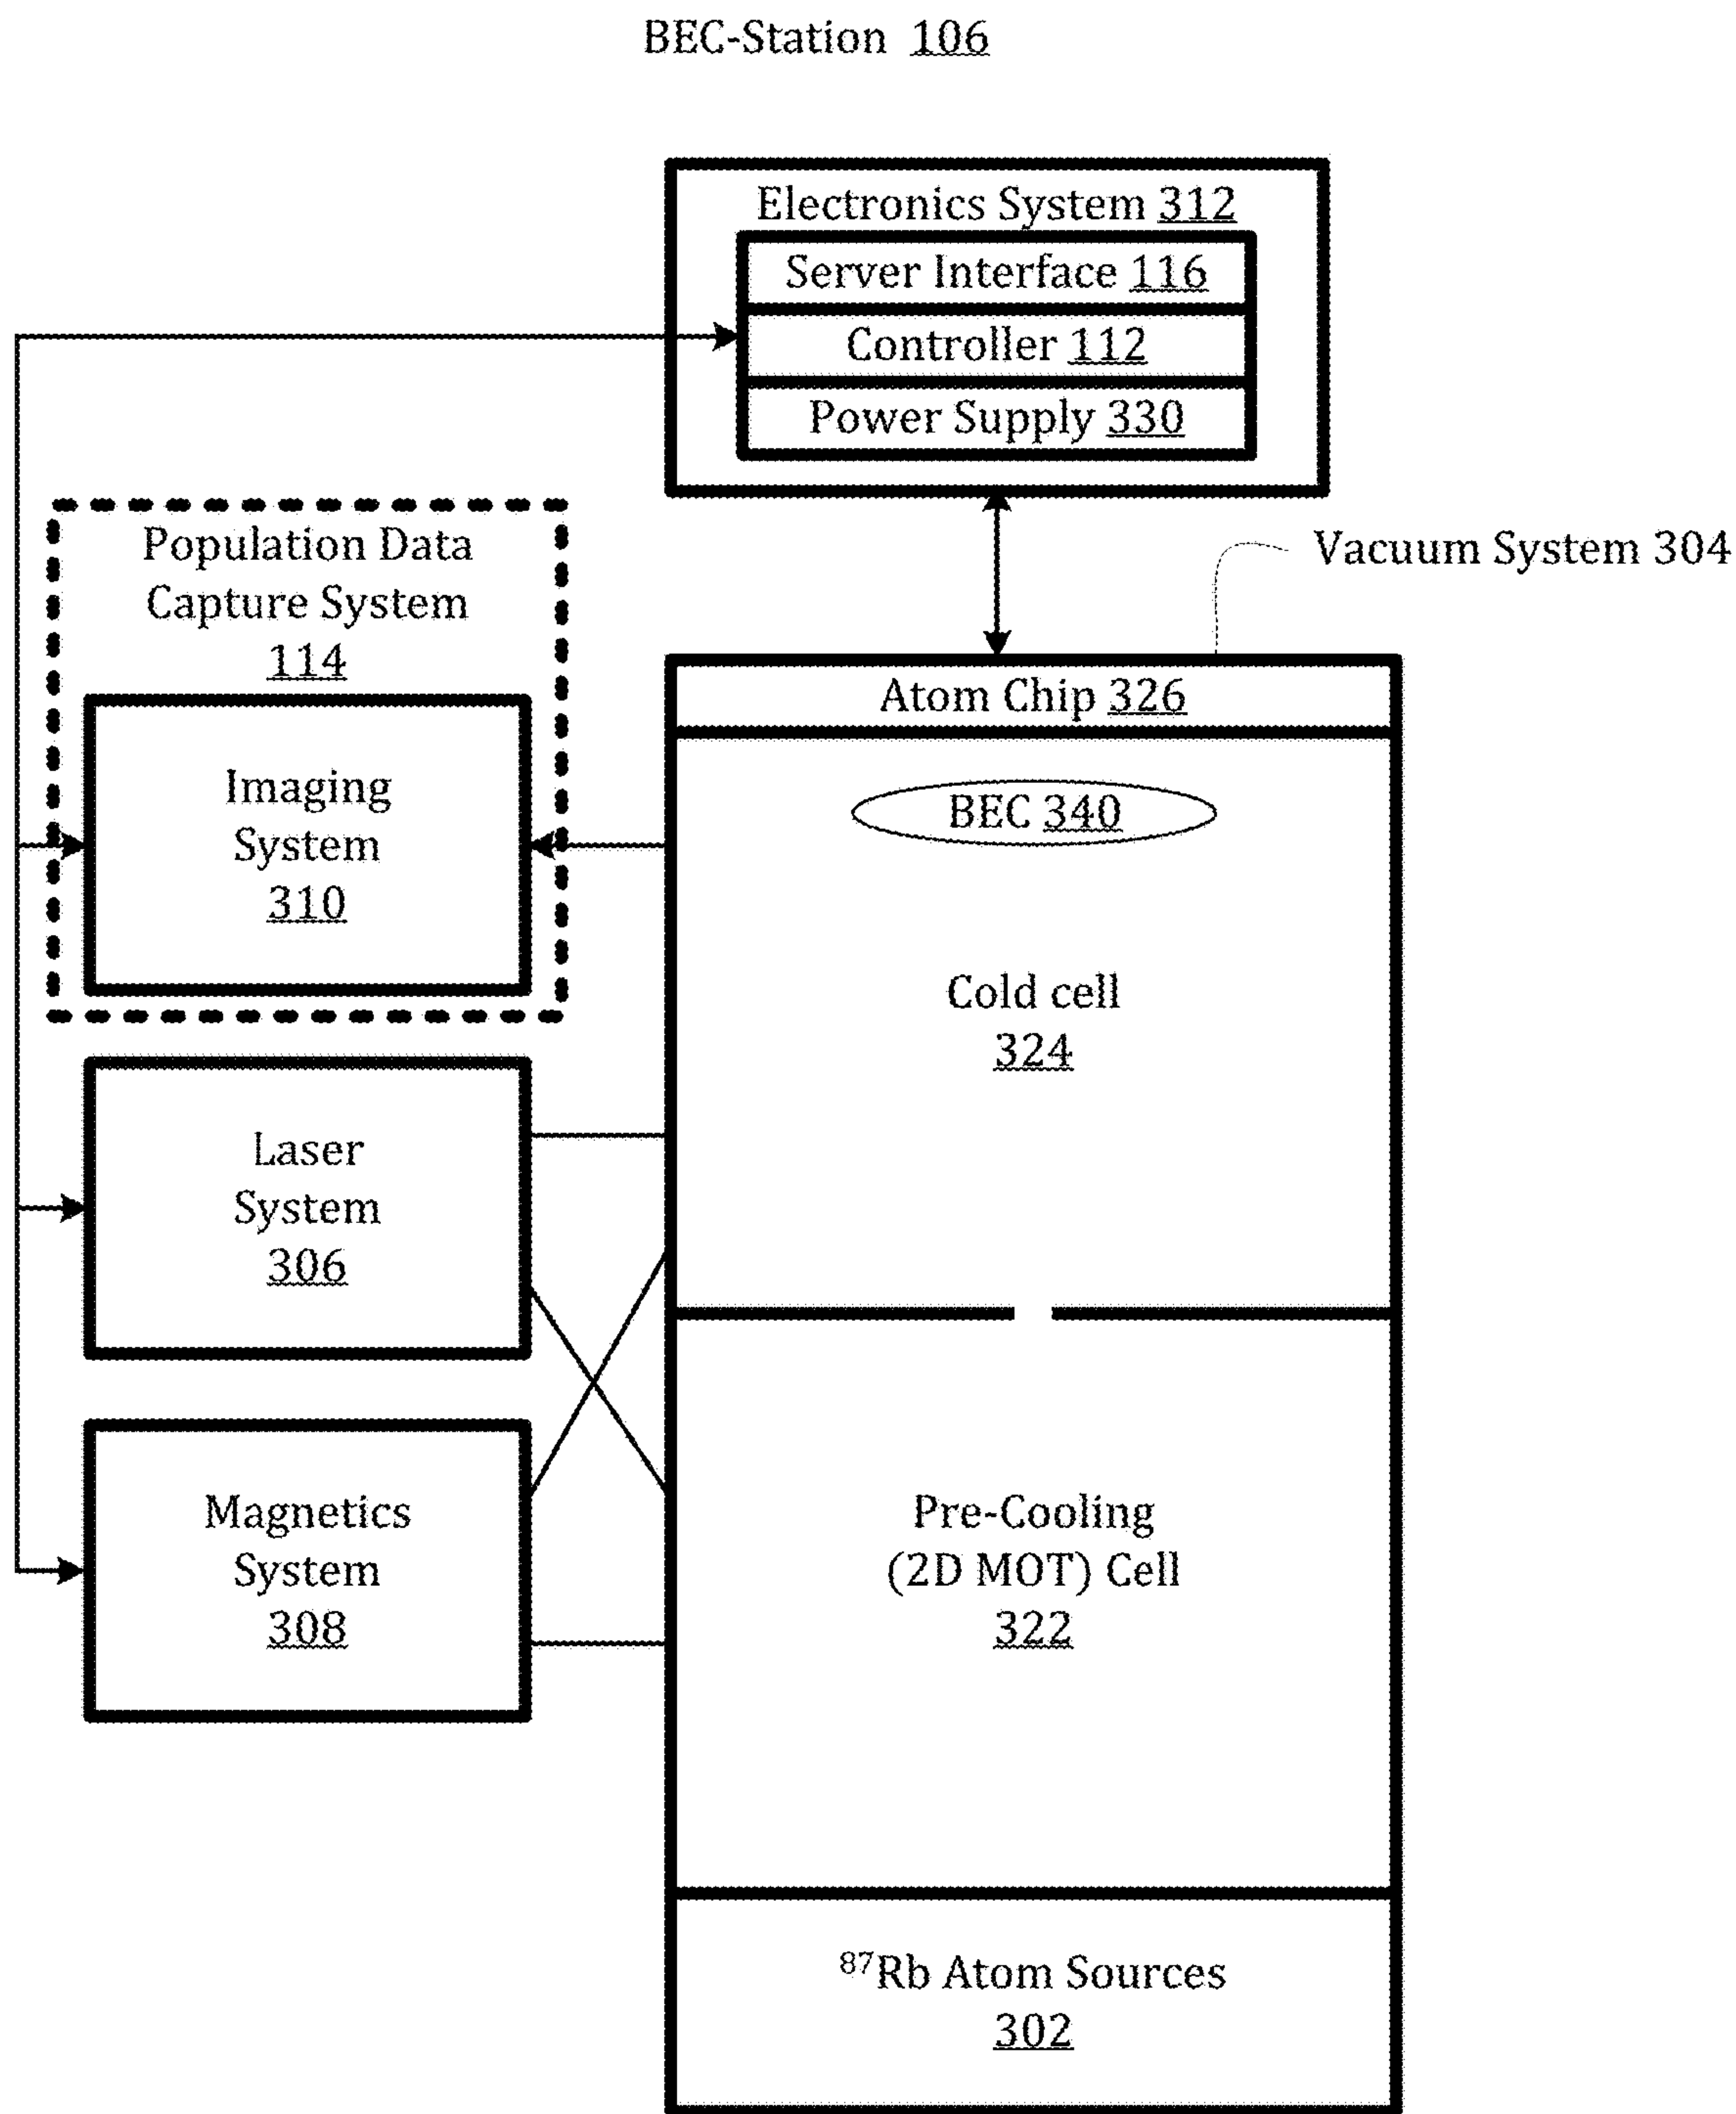 BEC-Station 106
Electronics System 312
Server Interface 116
Controller 112
Power Supply 330
Population Data
Capture System
114
Vacuum System 304
Atom Chip 326
Imaging
System
310
BEC 340
Cold cell
324
Laser
System
306
Magnetics
System
308
Pre-Cooling
(2D MOT) Cell
322
⁸⁷Rb Atom Sources
302